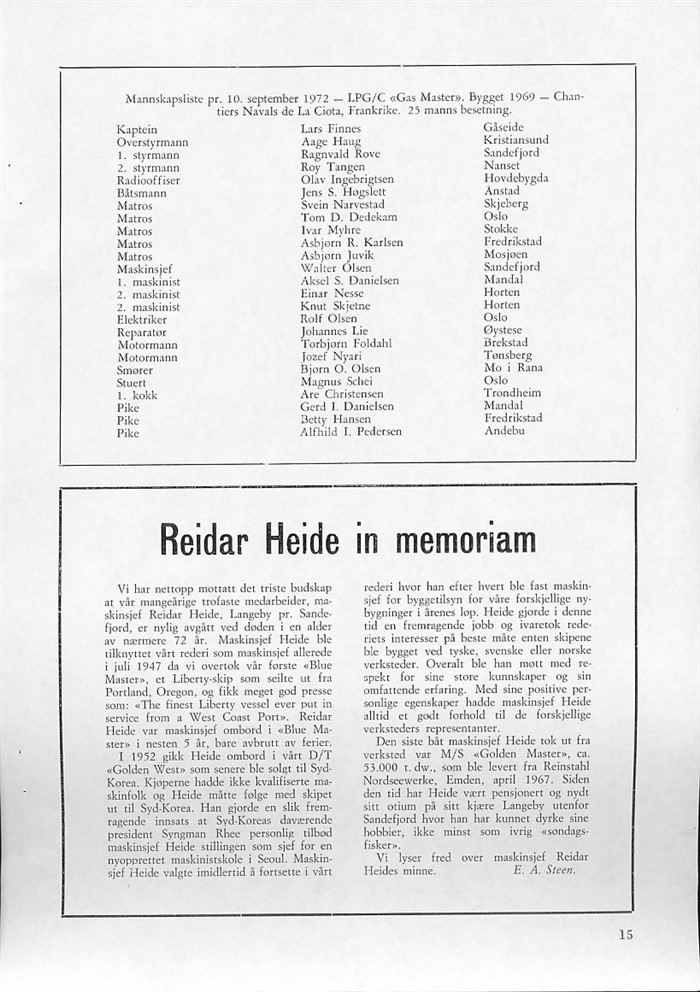 Mannskapsliste pr. 10. september 1972 — LPG/C «Gas Master». Bygget 1969 — Chan-
tiers Navals de La Ciota, Frankrike. 25 manns besetning.
Kaptein Lars Finnes Gåseide
Overstyrmann Aage Haug Kristiansund
1. styrmann Ragnvald Rove Sandefjord
2. styrmann Roy Tangen Nanset
Radiooffiser Olav Ingebrigtsen Hovdebygda
Båtsmann Jens S. Høgslett Ånstad
Matros Svein Narvestad Skjeberg
Matros Tom D. Dedekam Oslo
Matros Ivar Myhre Stokke
Matros Asbjørn R. Karlsen Fredrikstad
Matros Asbjørn Juvik Mosjøen
Maskinsjef Walter Olsen Sandefjord
1. maskinist Aksel S. Danielsen Mandal
2. maskinist Einar Nesse Horten
2. maskinist Knut Skjetne Horten
Elektriker Rolf Olsen Oslo
Reparatør Johannes Lie Øystese
Motormann Torbjørn Foldahl Brekstad
Motormann Jozef Nyari Tønsberg
Smører Bjørn O. Olsen Mo i Rana
Stuert Magnus Schei Oslo
1. kokk Are Christensen Trondheim
Pike Gerd I. Danielsen Mandal
Pike Betty Hansen Fredrikstad
Pike Alfhild I. Pedersen Andebu
Reidar Heide in memoriam
Vi har nettopp mottatt det triste budskap
at vår mangeårige trofaste medarbeider, ma-
skinsjef Reidar Heide, Langeby pr. Sande-
fjord, er nylig avgått ved døden i en alder
av nærmere 72 år. Maskinsjef Heide ble
tilknyttet vårt rederi som maskinsjef allerede
i juli 1947 da vi overtok vår første «Blue
Master», et Liberty-skip som seilte ut fra
Portland, Oregon, og fikk meget god presse
som: «The finest Liberty vessel ever put in
service from a West Coast Port». Reidar
Heide var maskinsjef ombord i «Blue Ma-
ster» i nesten 5 år, bare avbrutt av ferier.
I 1952 gikk Heide ombord i vårt D/T
«Golden West» som senere ble solgt til Syd-
Korea. Kjøperne hadde ikke kvalifiserte ma-
skinfolk og Heide måtte følge med skipet
ut til Syd-Korea. Han gjorde en slik frem-
ragende innsats at Syd-Koreas daværende
president Syngman Rhee personlig tilbød
maskinsjef Heide stillingen som sjef for en
nyopprettet maskinistskole i Seoul. Maskin-
sjef Heide valgte imidlertid å fortsette i vårt
rederi hvor han efter hvert ble fast maskin-
sjef for byggetilsyn for våre forskjellige ny-
bygninger i årenes løp. Heide gjorde i denne
tid en fremragende jobb og ivaretok rede-
riets interesser på beste måte enten skipene
ble bygget ved tyske, svenske eller norske
verksteder. Overalt ble han møtt med re-
spekt for sine store kunnskaper og sin
omfattende erfaring. Med sine positive per-
sonlige egenskaper hadde maskinsjef Heide
alltid et godt forhold til de forskjellige
verksteders representanter.
Den siste båt maskinsjef Heide tok ut fra
verksted var M/S «Golden Master», ca.
53.000 t. dw., som ble levert fra Reinstahl
Nordseewerke, Emden, april 1967. Siden
den tid har Heide vært pensjonert og nydt
sitt otium på sitt kjære Langeby utenfor
Sandefjord hvor han har kunnet dyrke sine
hobbier, ikke minst som ivrig «søndags-
fisker».
Vi lyser fred over maskinsjef Reidar
Heides minne. E. A. Steen.
15